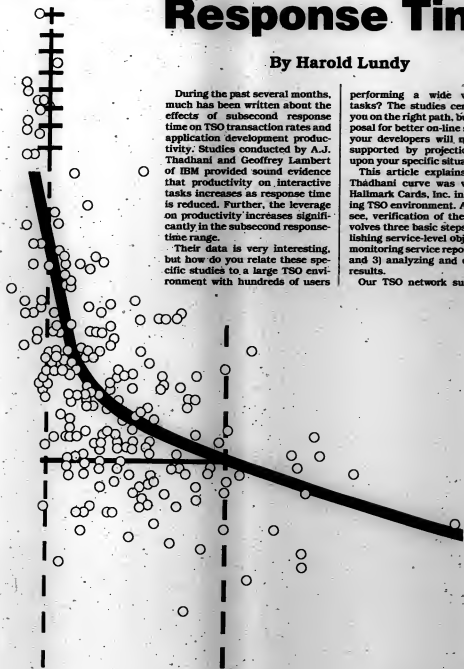 Response Tim
By Harold Lundy
During the past several months,
much has been written about the
effects of subsecond response
time on TSO transaction rates and
application development produc-
tivity. Studies conducted by A.J.
Thadhani and Geoffrey Lambert
of IBM provided sound evidence
that productivity on interactive
tasks increases as response time
is reduced. Further, the leverage
on productivity increases signifi-
cantly in the subsecond response-
time range.
Their data is very interesting,
but how do you relate these spe-
cific studies to a large TSO envi-
ronment with hundreds of users
performing a wide v
tasks? The studies cer
you on the right path, bu
posal for better on-line s
your developers will n
supported by projectio
upon your specific situa
This article explains
Thadhani curve was v
Hallmark Cards, Inc. in
ing TSO environment. A
see, verification of the
volves three basic steps
lishing service-level obj
monitoring service repo
and 3) analyzing and c
results.
Our TSO network su